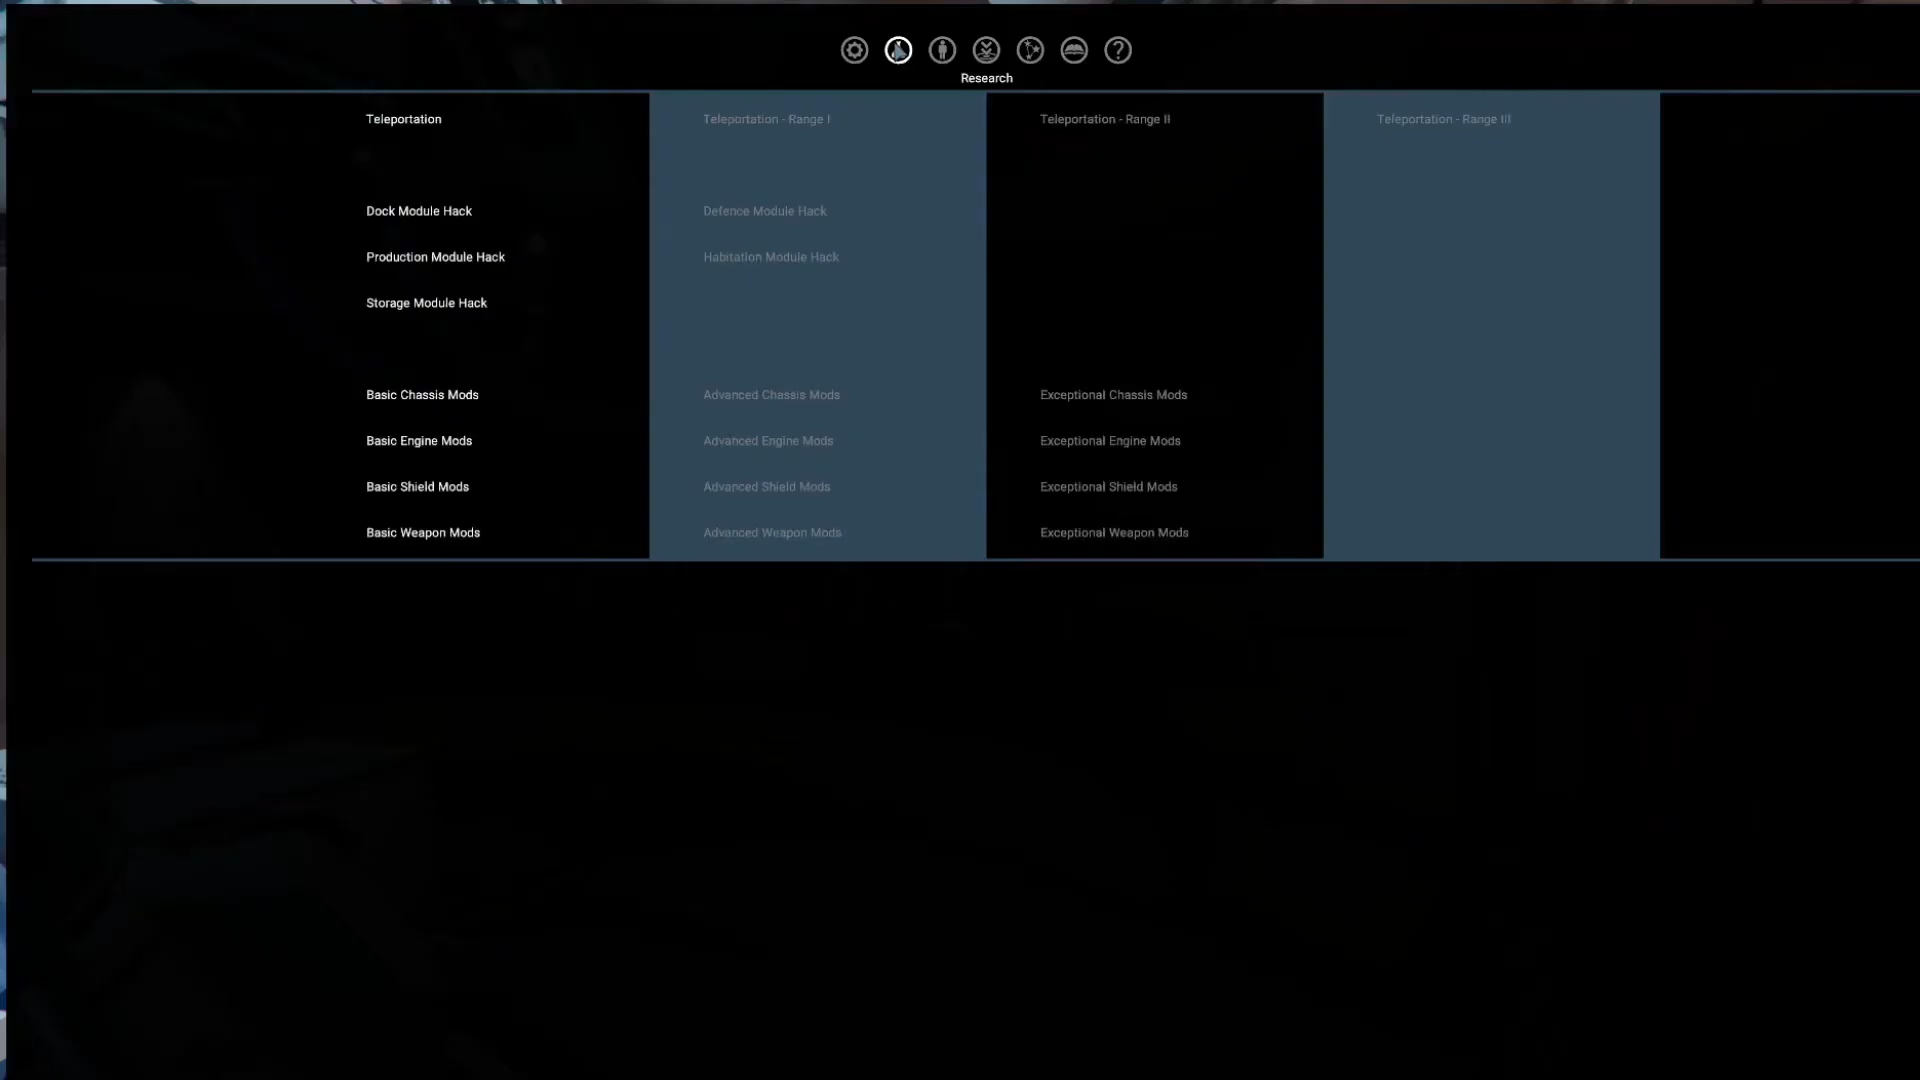 Research
Teleportation
Teleportation - Range I
Teleportation - Range II
Teleportation - Range III
Dock Module Hack
Defence Module Hack
Production Module Hack
Habitation Module Hack
Storage Module Hack
Basic Chassis Mods
Advanced Chassis Mods
Exceptional Chassis Mods
Basic Engine Mods
Advanced Engine Mods
Exceptional Engine Mods
Basic Shield Mods
Advanced Shield Mods
Exceptional Shield Mods
Basic Weapon Mods
Advanced Weapon Mods
Exceptional Weapon Mods